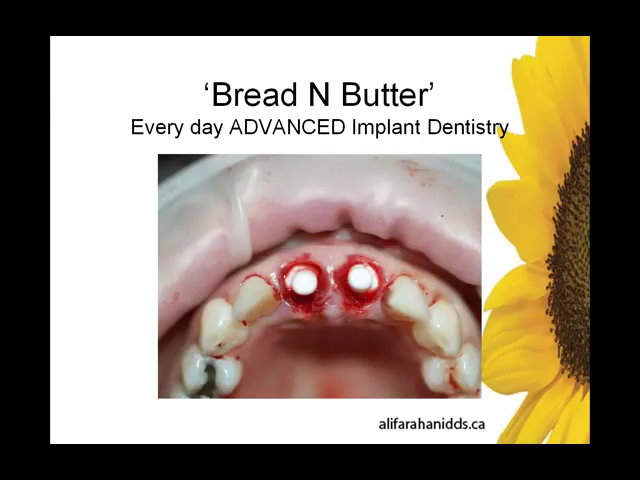 ‘Bread N Butter’
Every day ADVANCED Implant Dentistry
alifarahanidds.ca